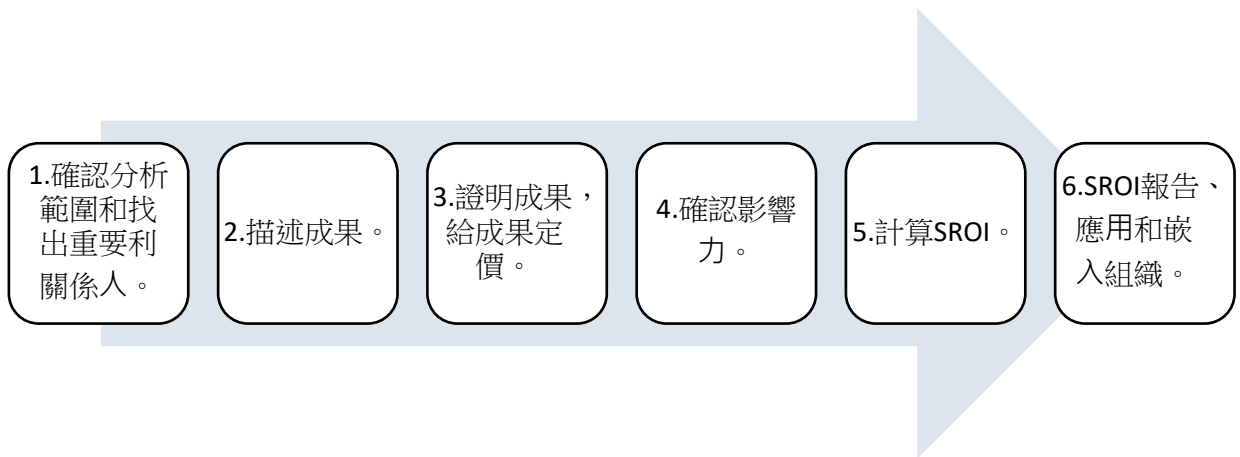 1.確認分析
範圍和找
出重要利
關係人。
2.描述成果。
3.證明成果，
給成果定
價。
4.確認影響
力。
5.計算SROI。
6.SROI報告、
應用和嵌
入組織。